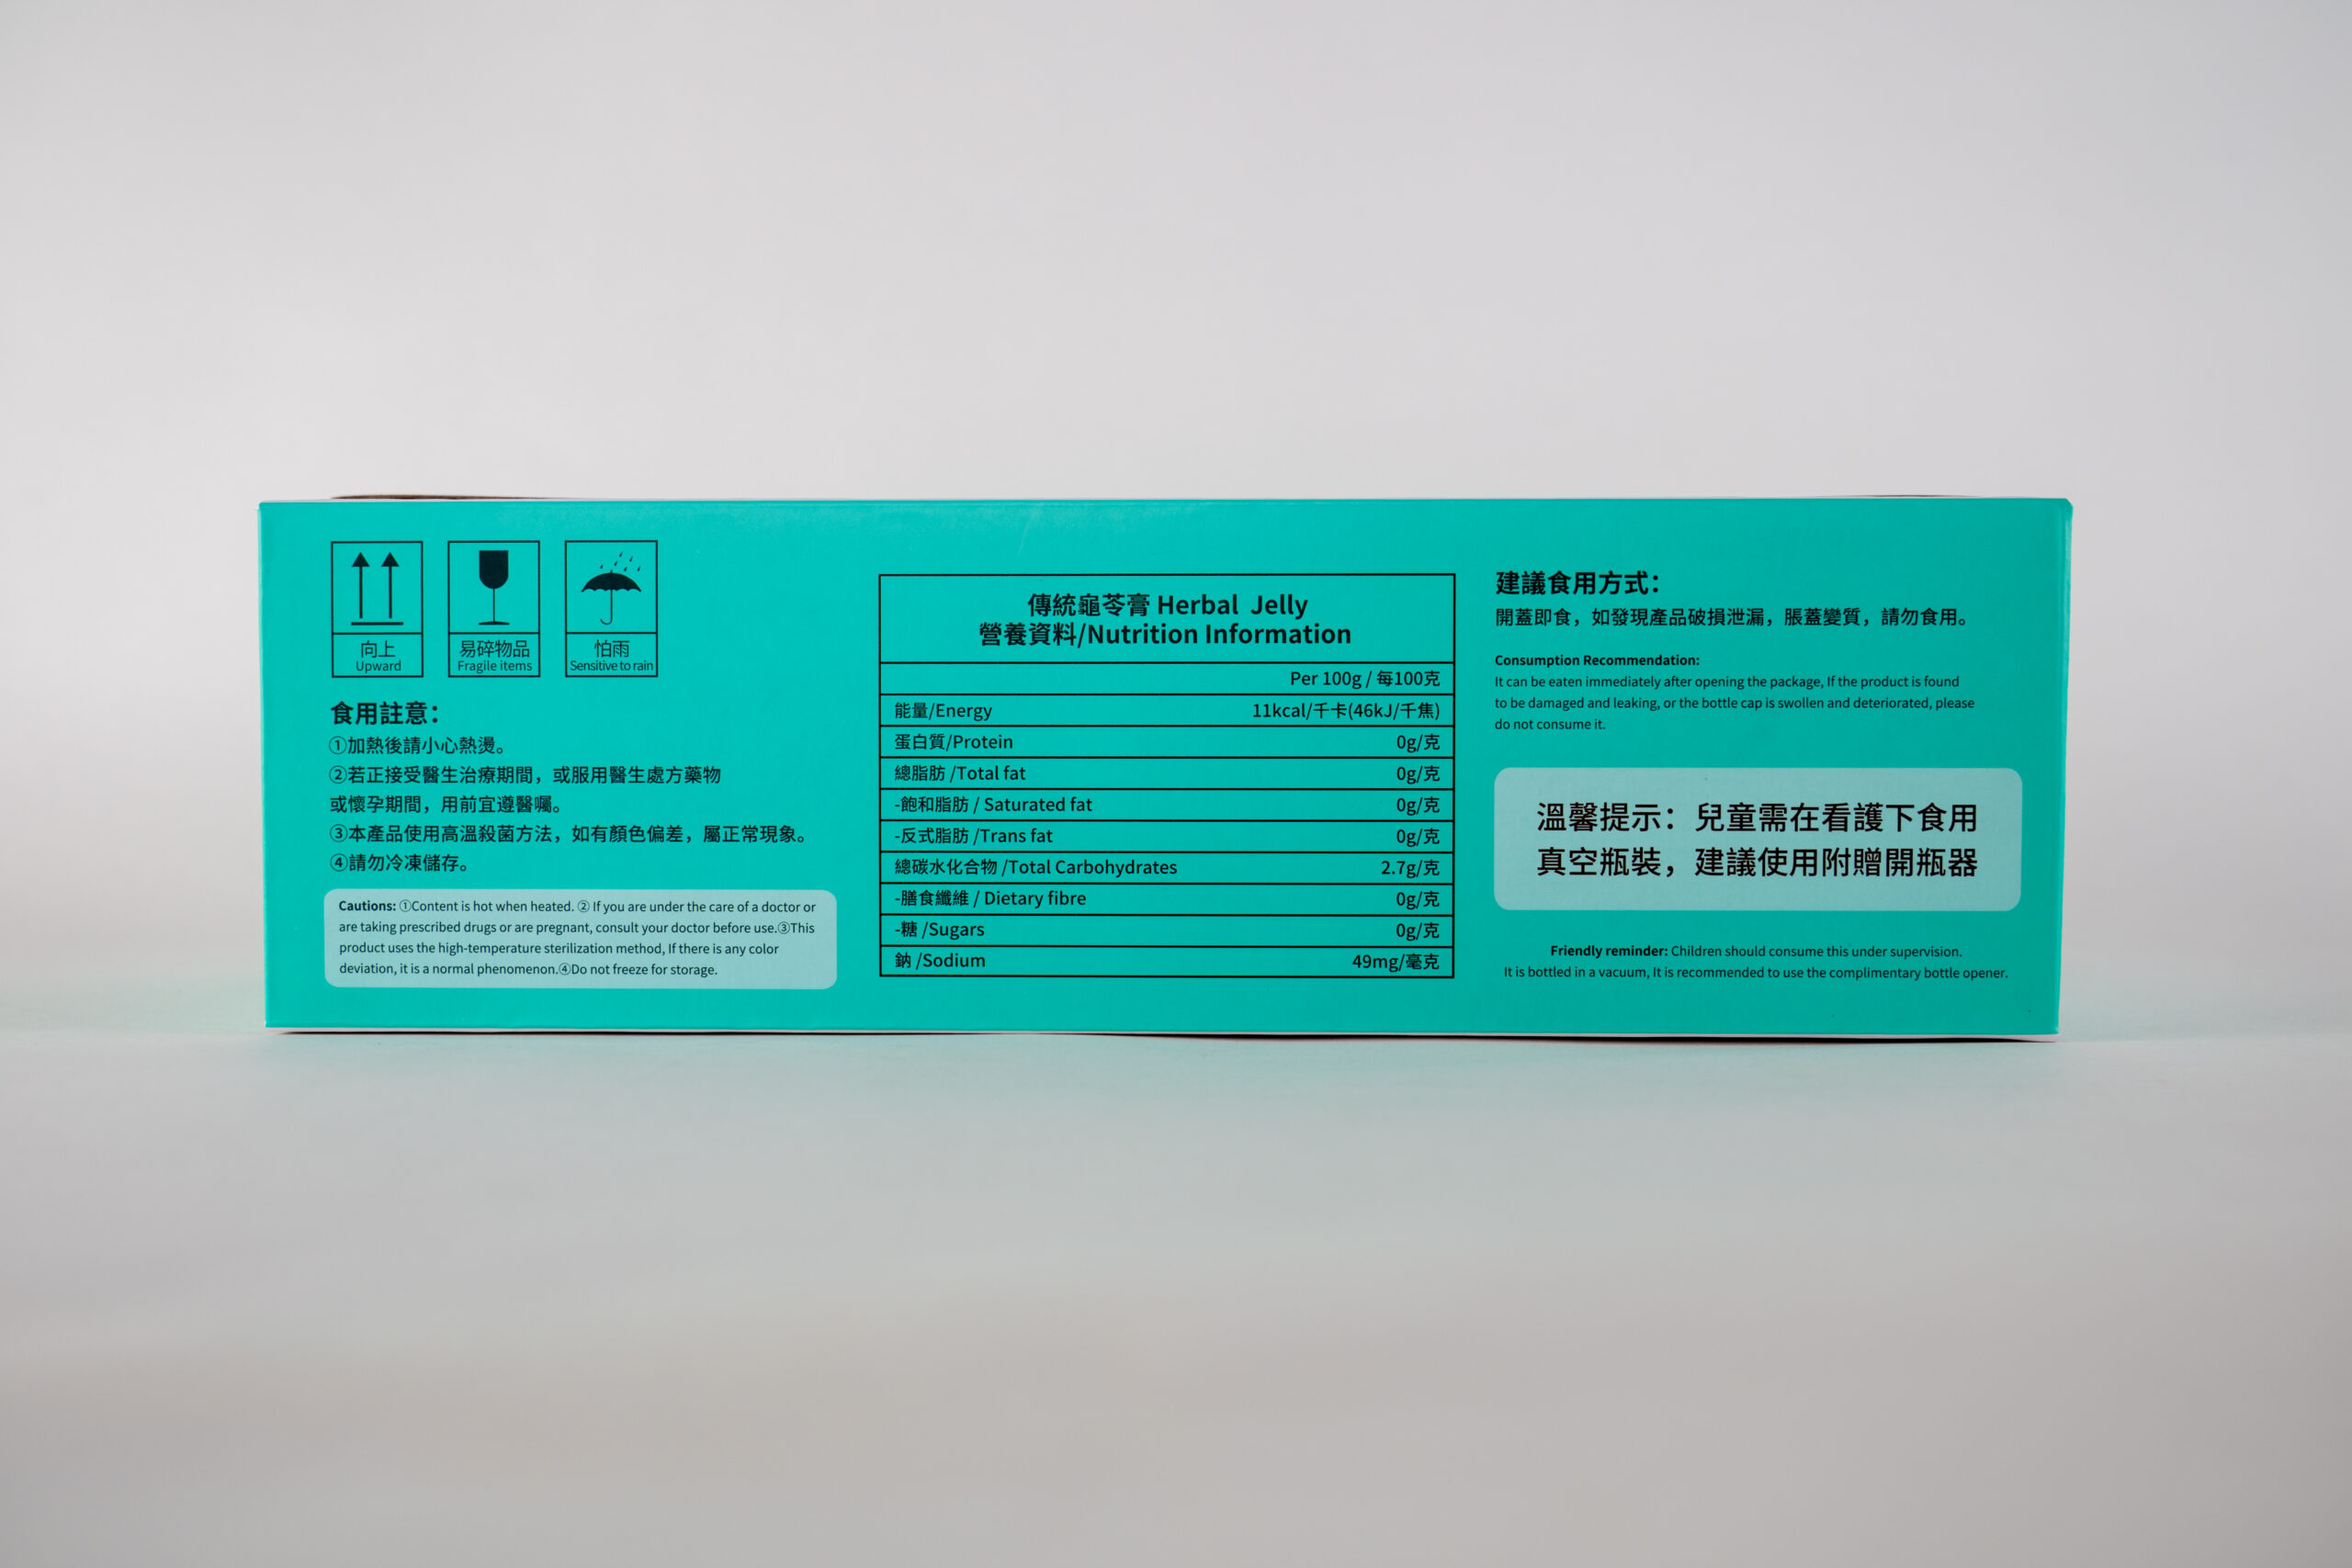 向上
Upward
易碎物品
Fragile items
怕雨
Sensitive to rain
食用註意：
①加熱後請小心熱燙。
②若正接受醫生治療期間，或服用醫生處方藥物
或懷孕期間，用前宜遵醫囑。
③本產品使用高溫殺菌方法，如有顏色偏差，屬正常現象。
④請勿冷凍儲存。
Cautions: ①Content is hot when heated. ② If you are under the care of a doctor or
are taking prescribed drugs or are pregnant, consult your doctor before use.③This
product uses the high-temperature sterilization method, If there is any color
deviation, it is a normal phenomenon.④Do not freeze for storage.
傳統龜苓膏 Herbal Jelly
營養資料/Nutrition Information
Per 100g / 每100克
能量/Energy 11kcal/千卡(46kJ/千焦)
蛋白質/Protein 0g/克
總脂肪 /Total fat 0g/克
-飽和脂肪 / Saturated fat 0g/克
-反式脂肪 /Trans fat 0g/克
總碳水化合物 /Total Carbohydrates 2.7g/克
-膳食纖維 / Dietary fibre 0g/克
-糖 /Sugars 0g/克
鈉 /Sodium 49mg/毫克
建議食用方式：
開蓋即食，如發現產品破損泄漏，脹蓋變質，請勿食用。
Consumption Recommendation:
It can be eaten immediately after opening the package, If the product is found
to be damaged and leaking, or the bottle cap is swollen and deteriorated, please
do not consume it.
溫馨提示：兒童需在看護下食用
真空瓶裝，建議使用附贈開瓶器
Friendly reminder: Children should consume this under supervision.
It is bottled in a vacuum, It is recommended to use the complimentary bottle opener.